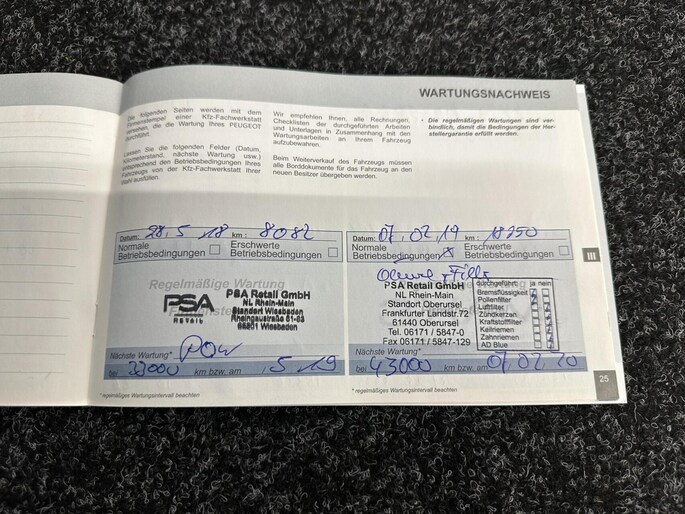 WARTUNGSNACHWEIS
Die folgenden Seiten werden mit dem
Firmenstempel einer Kfz-Fachwerkstatt
versehen, die die Wartung Ihres PEUGEOT
durchführt.
Lassen Sie die folgenden Felder (Datum,
Kilometerstand, nächste Wartung usw.)
entsprechend den Betriebsbedingungen Ihres
Fahrzeugs von der Kfz-Fachwerkstatt Ihrer
Wahl ausfüllen.
Wir empfehlen Ihnen, alle Rechnungen,
Checklisten der durchgeführten Arbeiten
und Unterlagen in Zusammenhang mit den
Wartungsarbeiten an Ihrem Fahrzeug
aufzubewahren.
Beim Weiterverkauf des Fahrzeugs müssen
alle Borddokumente für das Fahrzeug an den
neuen Besitzer übergeben werden.
Die regelmäßigen Wartungen sind ver-
bindlich, damit die Bedingungen der Her-
stellergarantie erfüllt werden.
Datum: 28.5.18 km: 8082
Normale Betriebsbedingungen
Erschwerte Betriebsbedingungen
Regelmäßige Wartung
PSA
RETAIL
PSA Retail GmbH
NL Rhein-Main
Standort Wiesbaden
65201 Wiesbaden
Nächste Wartung*
bei 33000 km bzw. am .5.19
* regelmäßiges Wartungsintervall beachten
Datum: 07.02.19 km:
Normale Betriebsbedingungen x
Erschwerte Betriebsbedingungen
PSA Retail GmbH
NL Rhein-Main
Standort Oberursel
Frankfurter Landstr.72
61440 Oberursel
Tel. 06171 / 5847-0
Fax 06171 / 5847-129
durchgeführt: ja nein
Bremsflüssigkeit
Pollenfilter
Luftfilter
Zündkerzen
Kraftstofffilter
Keilriemen
Zahnriemen
AD Blue
Nächste Wartung*
bei 43000 km bzw. am 07.02.20
* regelmäßiges Wartungsintervall beachten
III
25